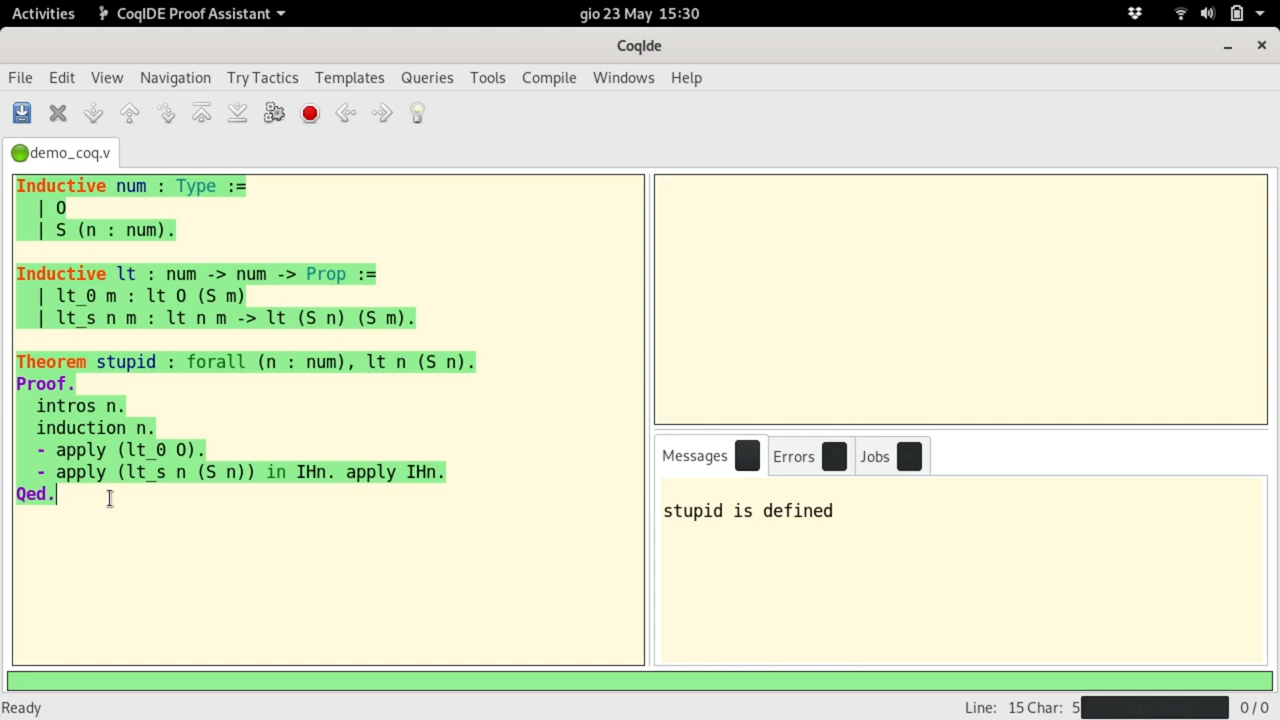 Activities CoqIDE Proof Assistant gio 23 May 15:30
CoqIde
File Edit View Navigation Try Tactics Templates Queries Tools Compile Windows Help
demo_coq.v
Inductive num : Type :=
  | O
  | S (n : num).
Inductive lt : num -> num -> Prop :=
  | lt_0 m : lt O (S m)
  | lt_s n m : lt n m -> lt (S n) (S m).
Theorem stupid : forall (n : num), lt n (S n).
Proof.
  intros n.
  induction n.
  - apply (lt_0 O).
  - apply (lt_s n (S n)) in IHn. apply IHn.
Qed.
Messages Errors Jobs
stupid is defined
Ready Line: 15 Char: 5 0 / 0